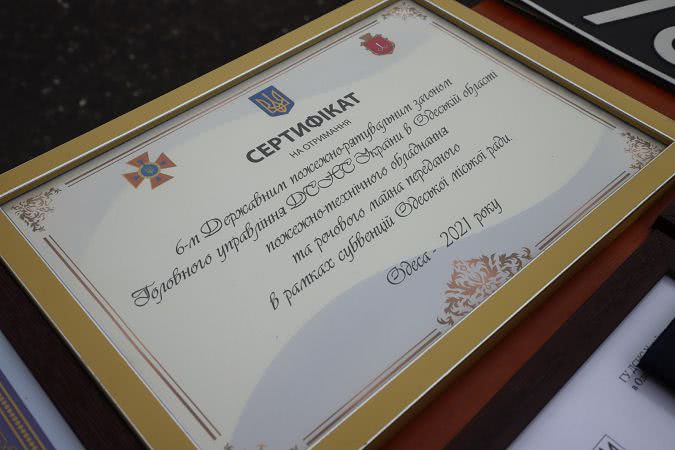 СЕРТИФІКАТ
НА ОТРИМАННЯ
6-м Державним пожежно-рятувальним загоном
Головного управління ДСНС України в Одеській області
пожежно-технічного обладнання
та речового майна переданого
в рамках субвенцій Одеської міської ради
Одеса - 2021 року